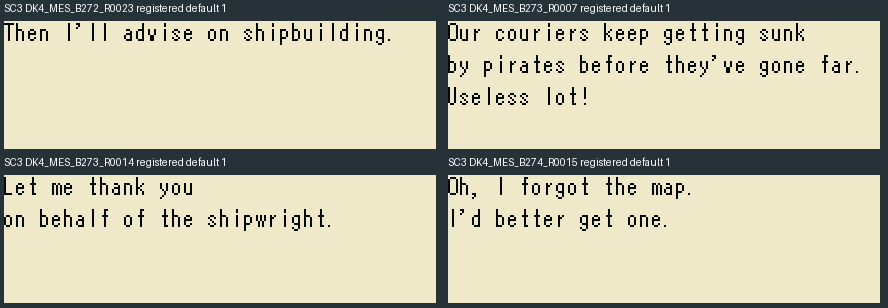 SC3 DK4_MES_B272_R0023 registered default 1
Then I'll advise on shipbuilding.
SC3 DK4_MES_B273_R0007 registered default 1
Our couriers keep getting sunk
by pirates before they've gone far.
Useless lot!
SC3 DK4_MES_B273_R0014 registered default 1
Let me thank you
on behalf of the shipwright.
SC3 DK4_MES_B274_R0015 registered default 1
Oh, I forgot the map.
I'd better get one.